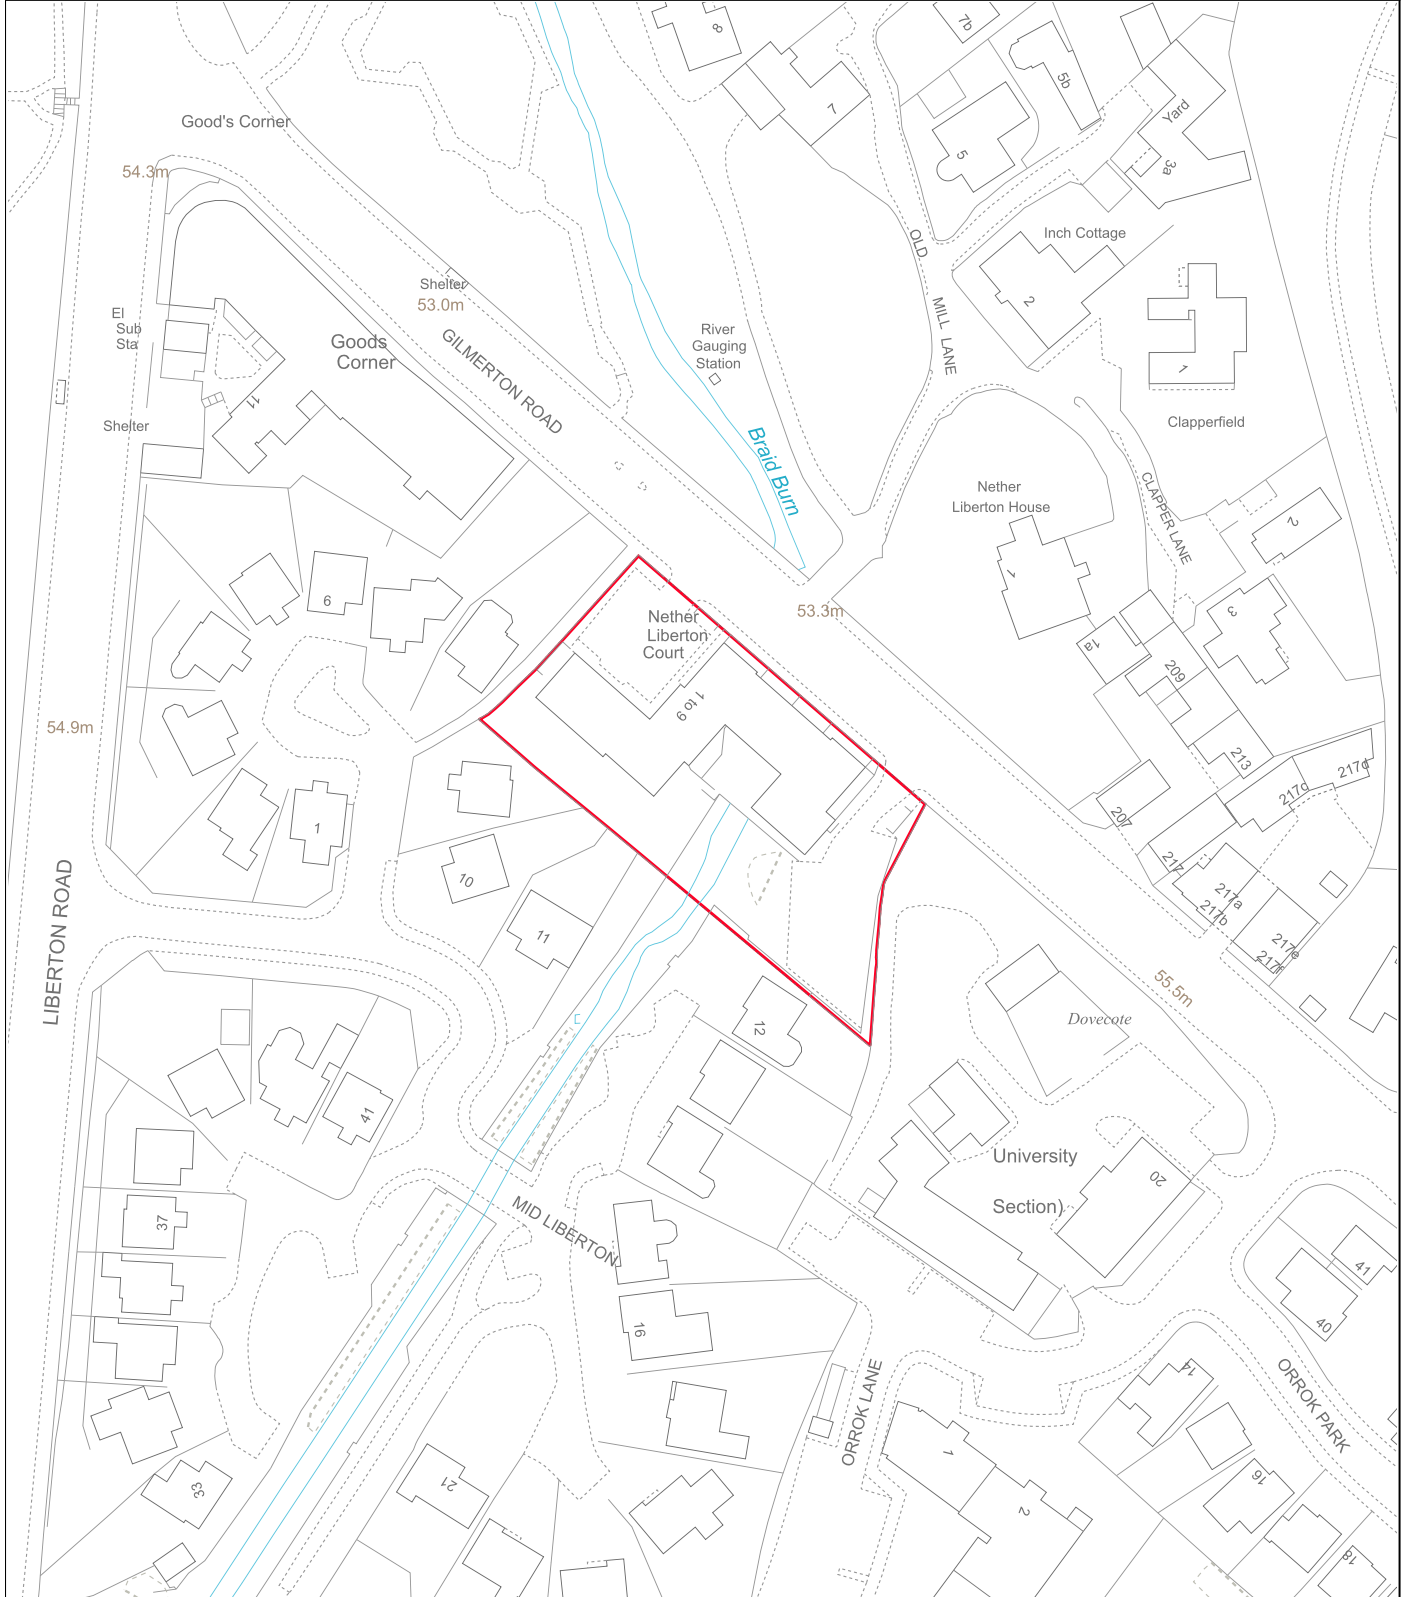 8
7b
5b
7
5
Yard
3a
Good's Corner
54.3m
OLD
MILL LANE
Inch Cottage
2
1
Clapperfield
Shelter
53.0m
El
Sub
Sta
Goods
Corner
GILMERTON ROAD
River
Gauging
Station
11
Shelter
Braid Burn
Nether
Liberton House
1
CLAPPER LANE
2
3
6
53.3m
Nether
Liberton
Court
1 to 9
1a
209
213
217d
217c
207
217
217a
217b
217e
217f
54.9m
1
10
11
12
LIBERTON ROAD
55.5m
Dovecote
41
University
Section)
20
37
MID LIBERTON
16
41
40
ORROK LANE
ORROK PARK
14
1
2
16
18
33
21